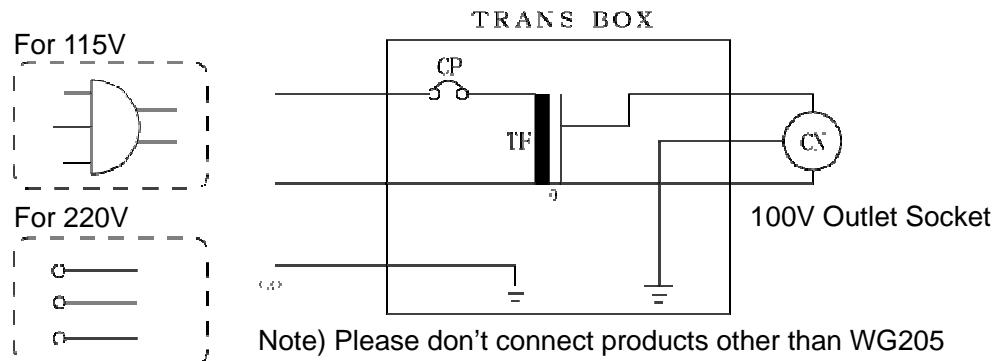 TRANS BOX
For 115V
CP
TF
CN
0
For 220V
100V Outlet Socket
Note) Please don’t connect products other than WG205